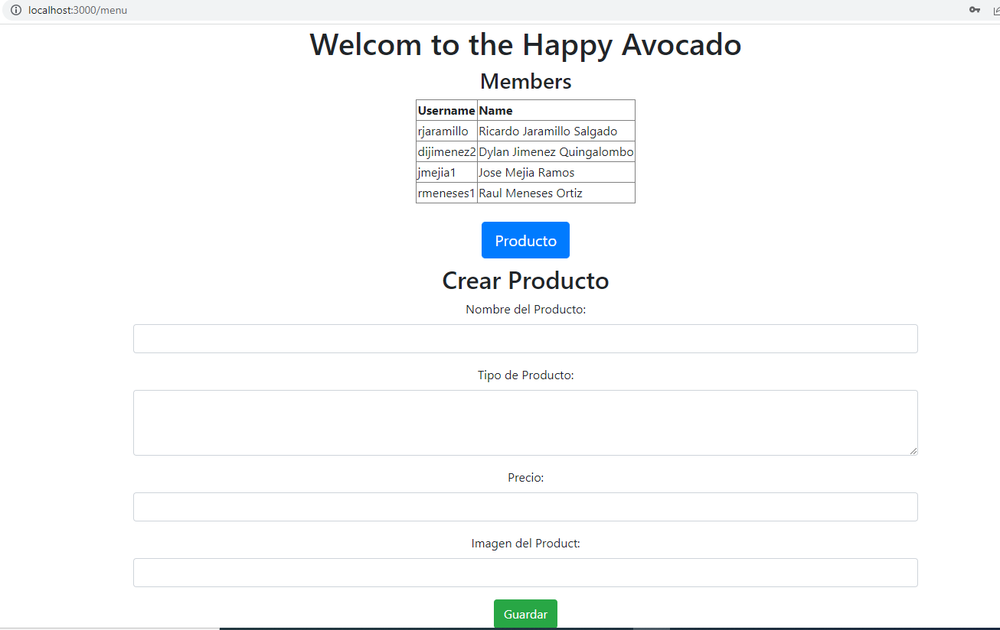 localhost:3000/menu
Welcom to the Happy Avocado
Members
Username Name
rjaramillo Ricardo Jaramillo Salgado
dijimenez2 Dylan Jimenez Quingalombo
jmejia1 Jose Mejia Ramos
rmeneses1 Raul Meneses Ortiz
Producto
Crear Producto
Nombre del Producto:
Tipo de Producto:
Precio:
Imagen del Product:
Guardar